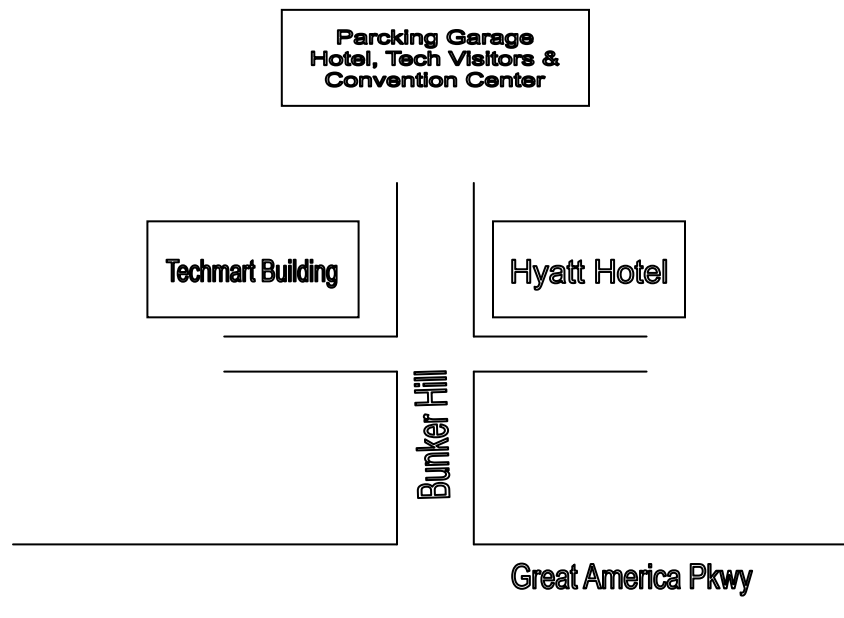 Parcking Garage
Hotel, Tech Visitors &
Convention Center
Techmart Building
Hyatt Hotel
Bunker Hill
Great America Pkwy